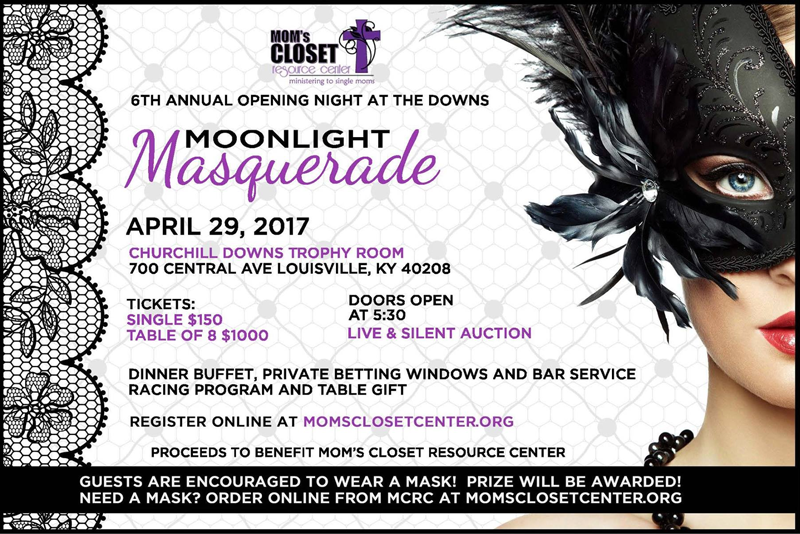 MOM's
CLOSET
resource center
ministering to single moms
6TH ANNUAL OPENING NIGHT AT THE DOWNS
MOONLIGHT
Masquerade
APRIL 29, 2017
CHURCHILL DOWNS TROPHY ROOM
700 CENTRAL AVE LOUISVILLE, KY 40208
TICKETS:
SINGLE $150
TABLE OF 8 $1000
DOORS OPEN
AT 5:30
LIVE & SILENT AUCTION
DINNER BUFFET, PRIVATE BETTING WINDOWS AND BAR SERVICE
RACING PROGRAM AND TABLE GIFT
REGISTER ONLINE AT MOMSCLOSETCENTER.ORG
PROCEEDS TO BENEFIT MOM'S CLOSET RESOURCE CENTER
GUESTS ARE ENCOURAGED TO WEAR A MASK! PRIZE WILL BE AWARDED!
NEED A MASK? ORDER ONLINE FROM MCRC AT MOMSCLOSETCENTER.ORG